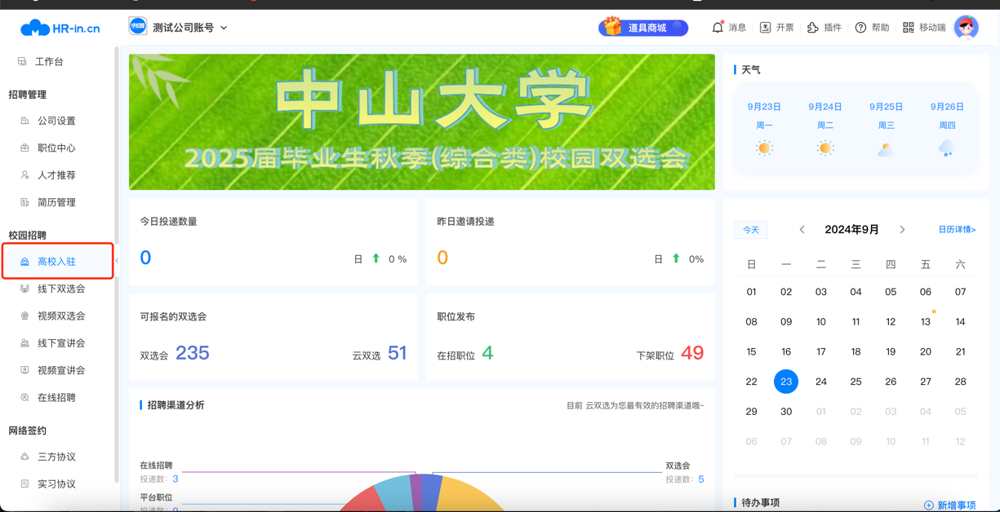 HR-in.cn
测试公司账号
道具商城
消息
开票
插件
帮助
移动端
工作台
招聘管理
公司设置
职位中心
人才推荐
简历管理
校园招聘
高校入驻
线下双选会
视频双选会
线下宣讲会
视频宣讲会
在线招聘
网络签约
三方协议
实习协议
中山大学
2025届毕业生秋季(综合类)校园双选会
今日投递数量
0
日 0 %
昨日邀请投递
0
日 0%
可报名的双选会
双选会 235
云双选 51
职位发布
在招职位 4
下架职位 49
招聘渠道分析
目前 云双选为您最有效的招聘渠道哦~
在线招聘
投递数: 3
双选会
投递数: 5
平台职位
投递数: 9
天气
9月23日 9月24日 9月25日 9月26日
周一 周二 周三 周四
今天 2024年9月 日历详情>
日 一 二 三 四 五 六
01 02 03 04 05 06 07
08 09 10 11 12 13 14
15 16 17 18 19 20 21
22 23 24 25 26 27 28
29 30 01 02 03 04 05
06 07 08 09 10 11 12
待办事项
新增事项